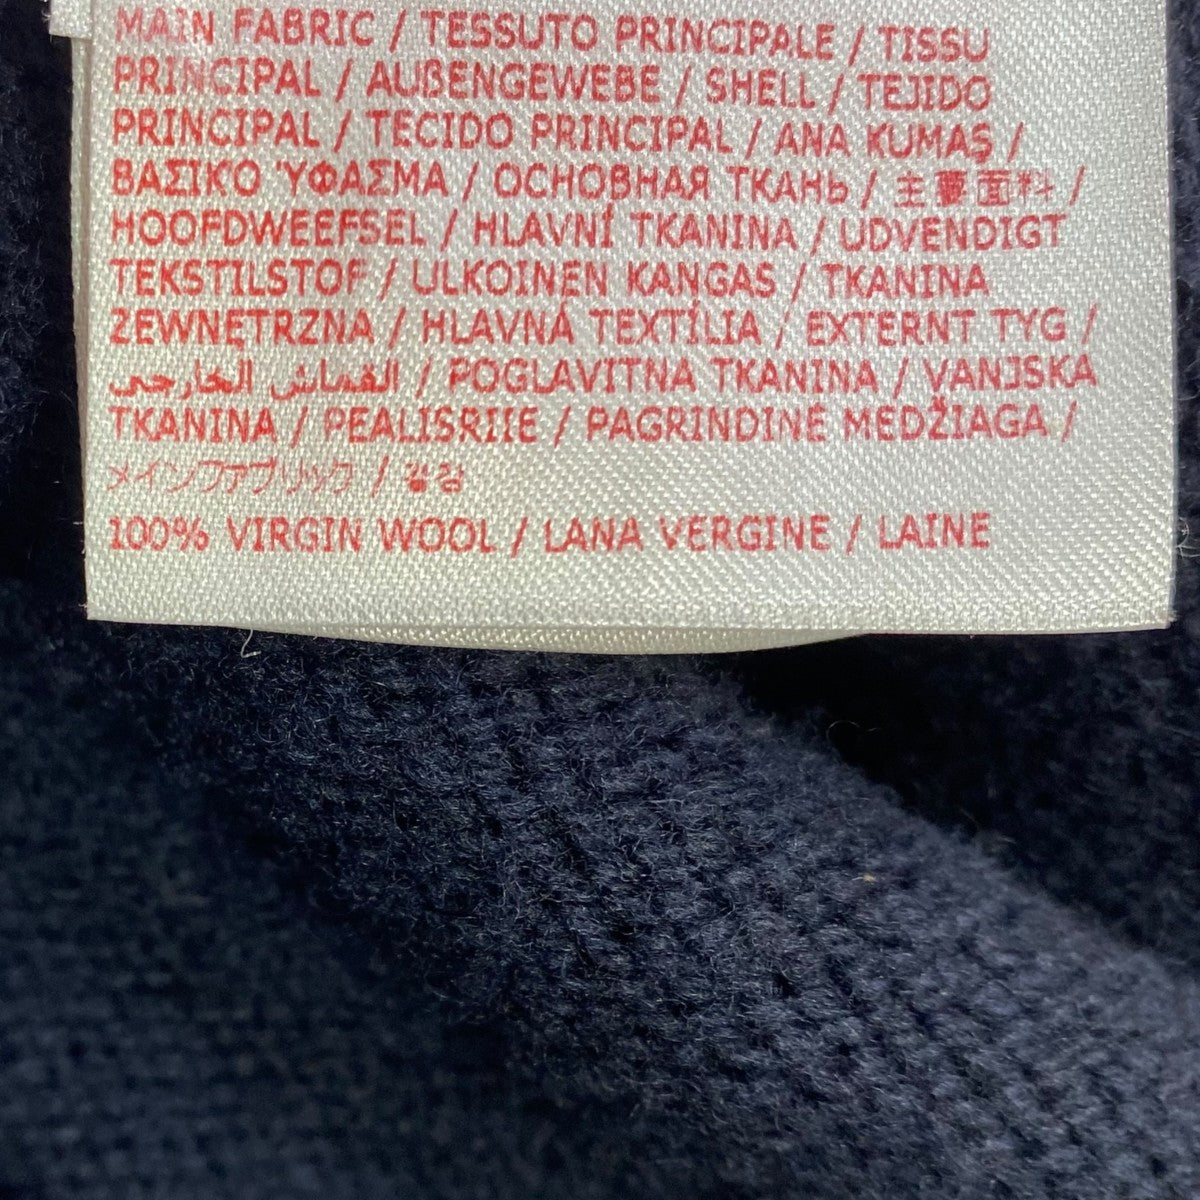 MAIN FABRIC / TESSUTO PRINCIPALE / TISSU
PRINCIPAL / AUßENGEWEBE / SHELL / TEJIDO
PRINCIPAL / TECIDO PRINCIPAL / ANA KUMAŞ /
ΒΑΣΙΚΟ ΎΦΑΣΜΑ / ОСНОВНАЯ ТКАНЬ / 主要面料 /
HOOFDWEEFSEL / HLAVNÍ TKANINA / UDVENDIGT
TEKSTILSTOF / ULKOINEN KANGAS / TKANINA
ZEWNĘTRZNA / HLAVNÁ TEXTÍLIA / EXTERNT TYG /
القماش الخارجي / POGLAVITNA TKANINA / VANJSKA
TKANINA / PEALISRIIE / PAGRINDINĖ MEDŽIAGA /
メインファブリック / 겉감
100% VIRGIN WOOL / LANA VERGINE / LAINE